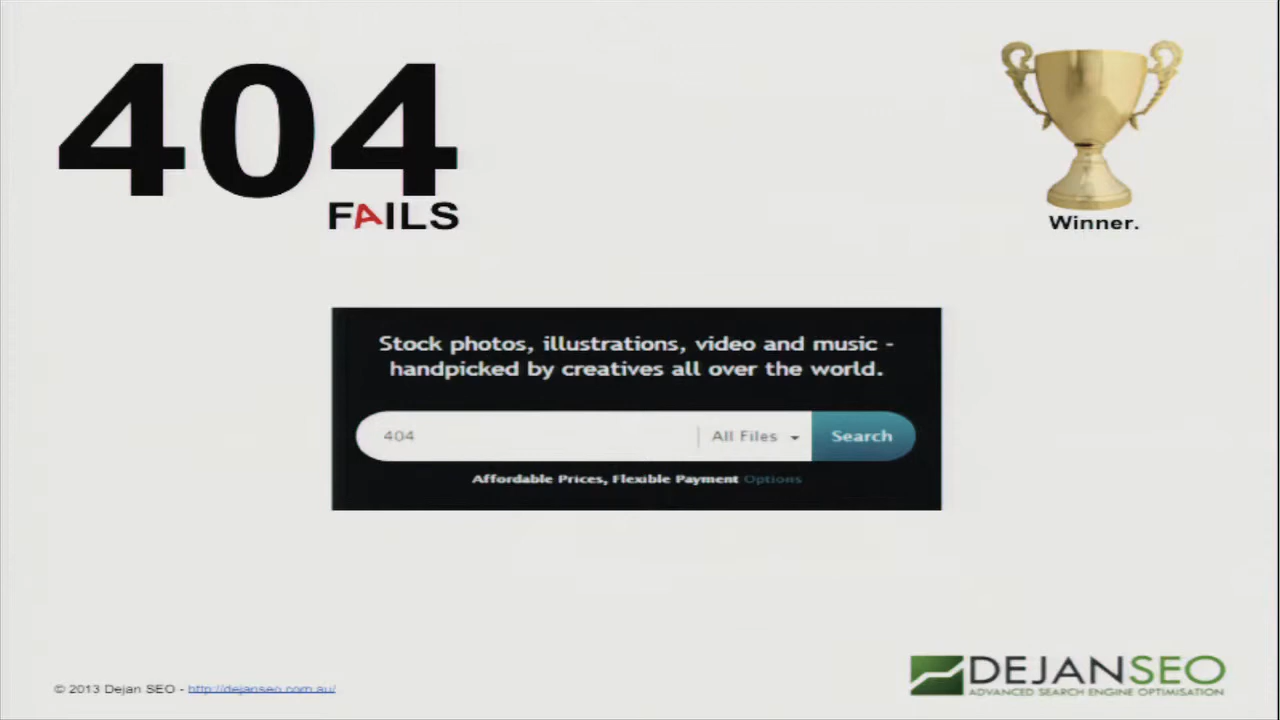 404
FAILS
Winner.
Stock photos, illustrations, video and music -
handpicked by creatives all over the world.
404 All Files Search
Affordable Prices, Flexible Payment Options
© 2013 Dejan SEO - http://dejanseo.com.au/
DEJANSEO
ADVANCED SEARCH ENGINE OPTIMISATION